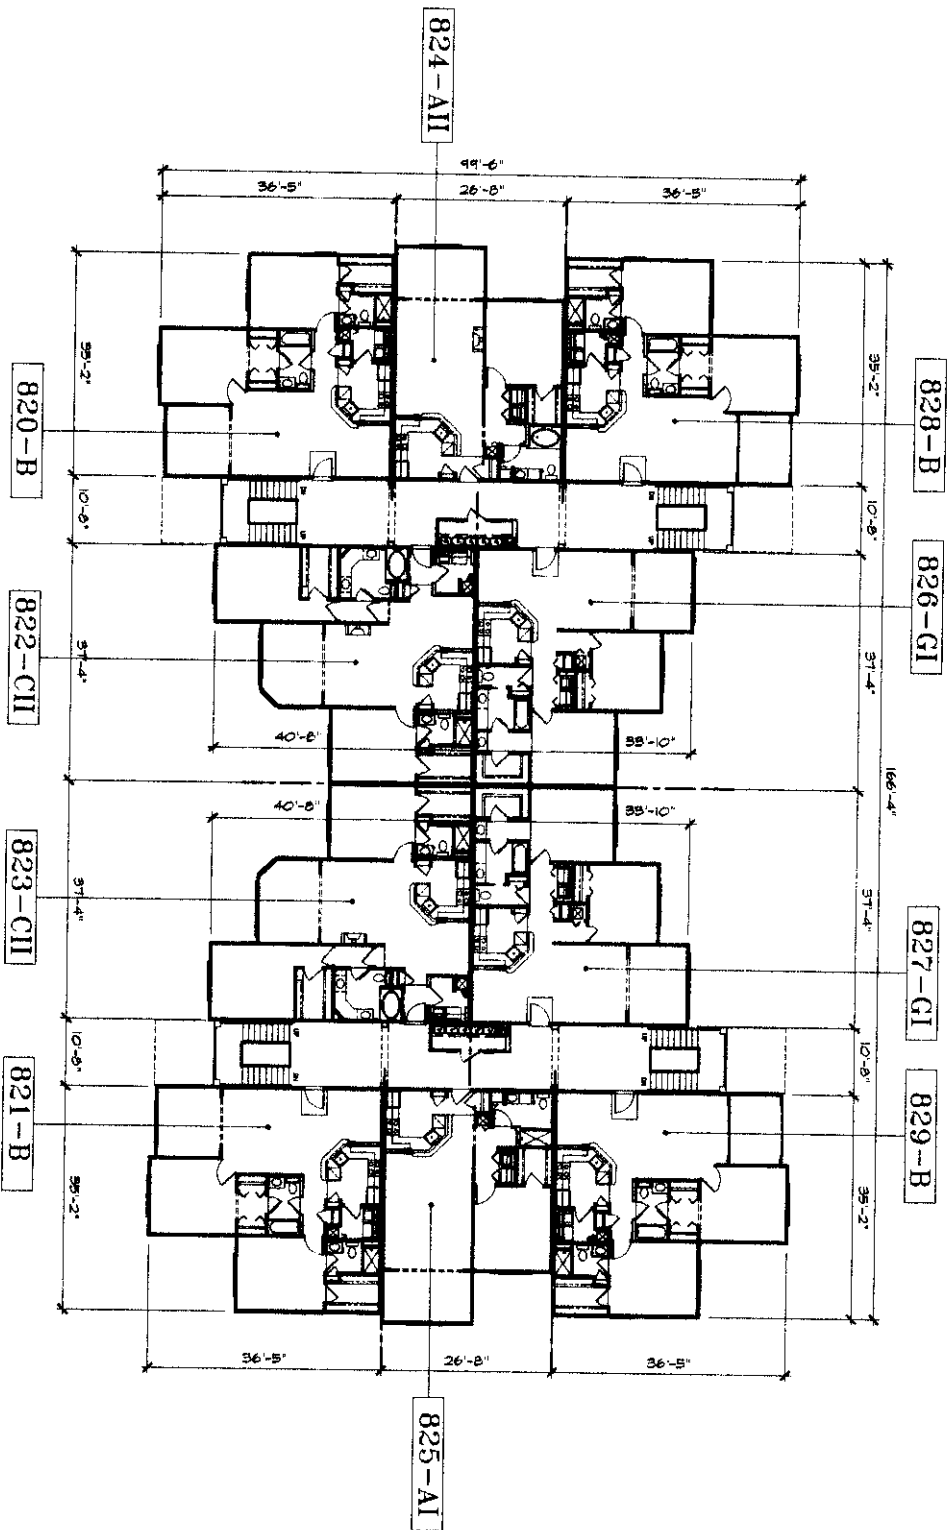 824-AII
99'-6"
36'-5"
26'-8"
36'-5"
35'-2"
35'-2"
820-B
828-B
10'-8"
10'-8"
826-GI
822-CII
37'-4"
37'-4"
40'-8"
33'-10"
166'-4"
40'-8"
33'-10"
823-CII
37'-4"
37'-4"
827-GI
10'-8"
10'-8"
821-B
829-B
35'-2"
35'-2"
36'-5"
26'-8"
36'-5"
825-AI